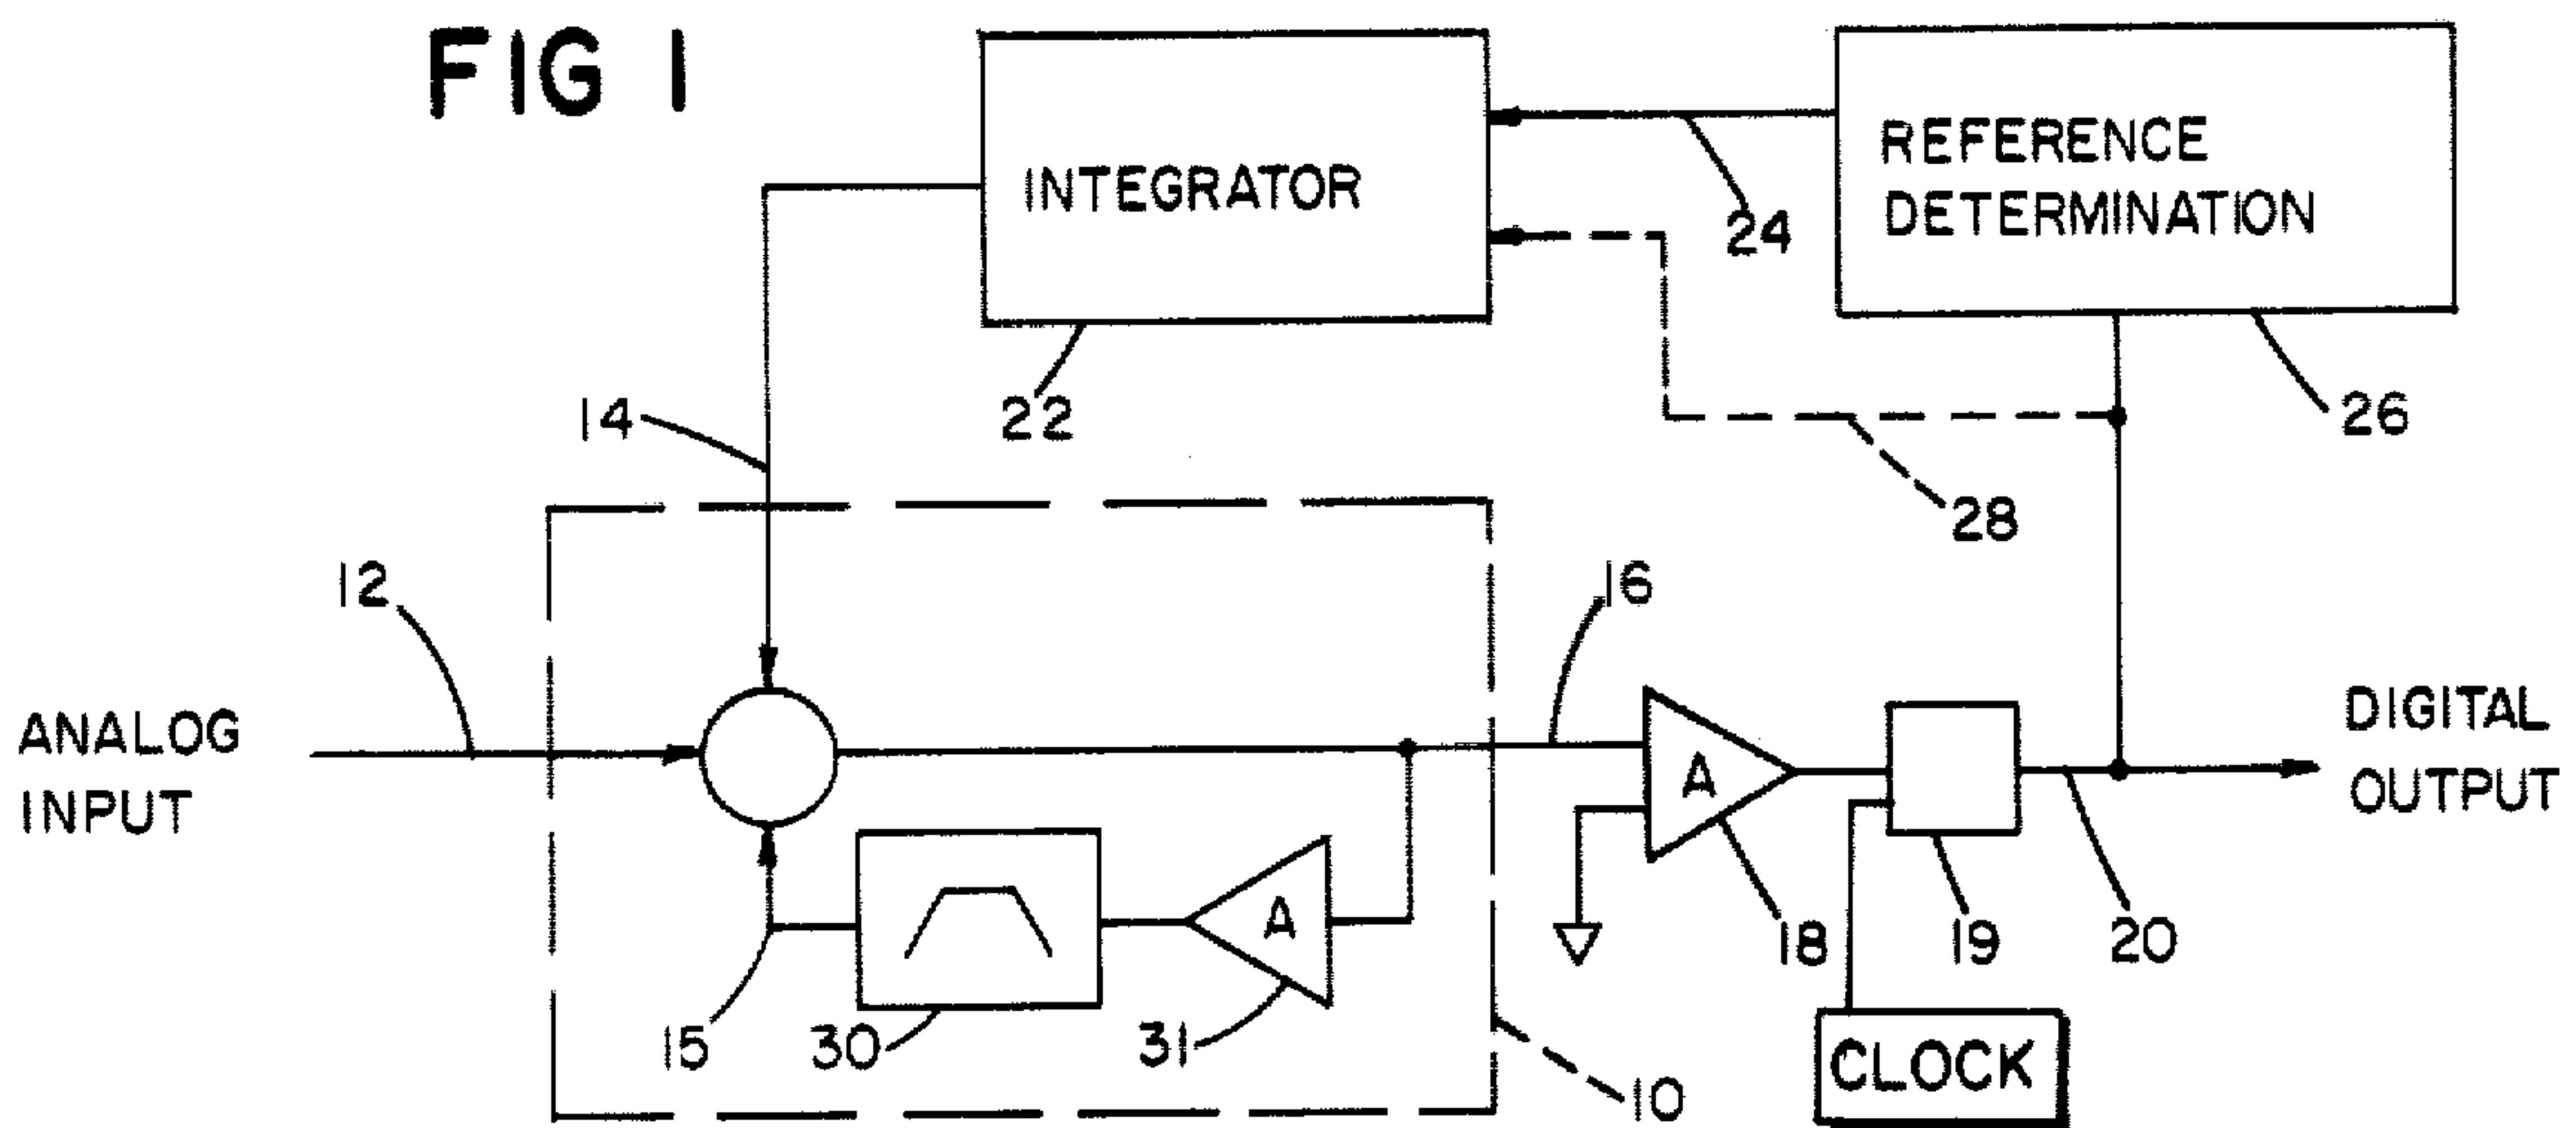 FIG 1
INTEGRATOR
REFERENCE
DETERMINATION
24
22
14
26
28
12
16
ANALOG
INPUT
A
DIGITAL
OUTPUT
A
18
19
20
15
30
31
CLOCK
10